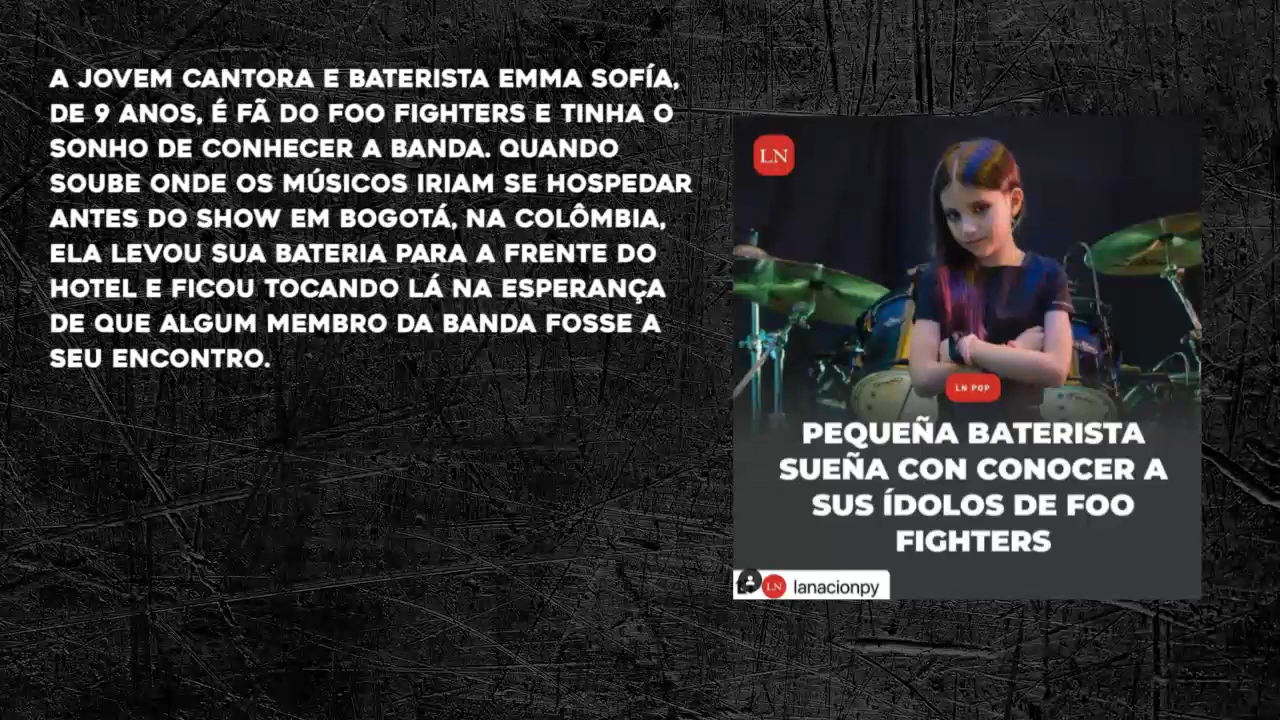 A JOVEM CANTORA E BATERISTA EMMA SOFÍA,
DE 9 ANOS, É FÃ DO FOO FIGHTERS E TINHA O
SONHO DE CONHECER A BANDA. QUANDO
SOUBE ONDE OS MÚSICOS IRIAM SE HOSPEDAR
ANTES DO SHOW EM BOGOTÁ, NA COLÔMBIA,
ELA LEVOU SUA BATERIA PARA A FRENTE DO
HOTEL E FICOU TOCANDO LÁ NA ESPERANÇA
DE QUE ALGUM MEMBRO DA BANDA FOSSE A
SEU ENCONTRO.
LN
LN POP
PEQUEÑA BATERISTA
SUEÑA CON CONOCER A
SUS ÍDOLOS DE FOO
FIGHTERS
LN lanacionpy